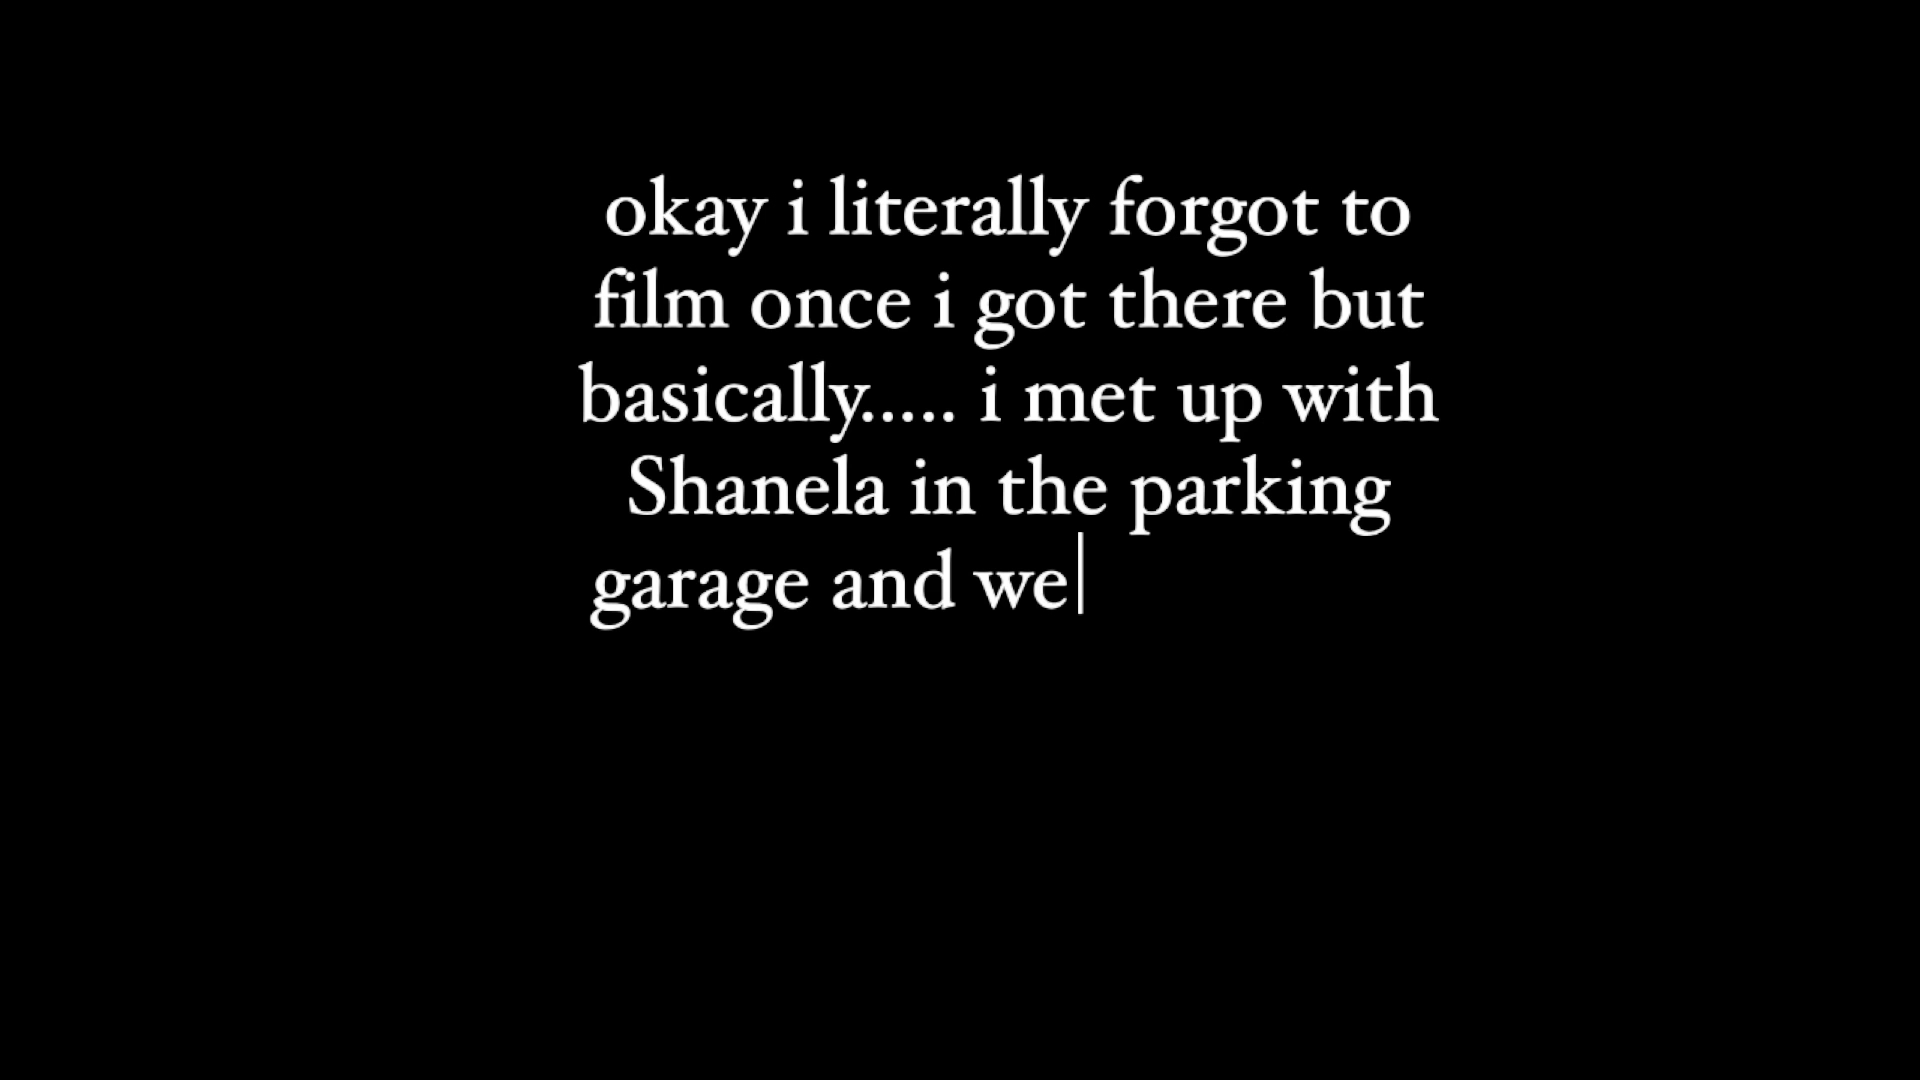 okay i literally forgot to
film once i got there but
basically..... i met up with
Shanela in the parking
garage and we